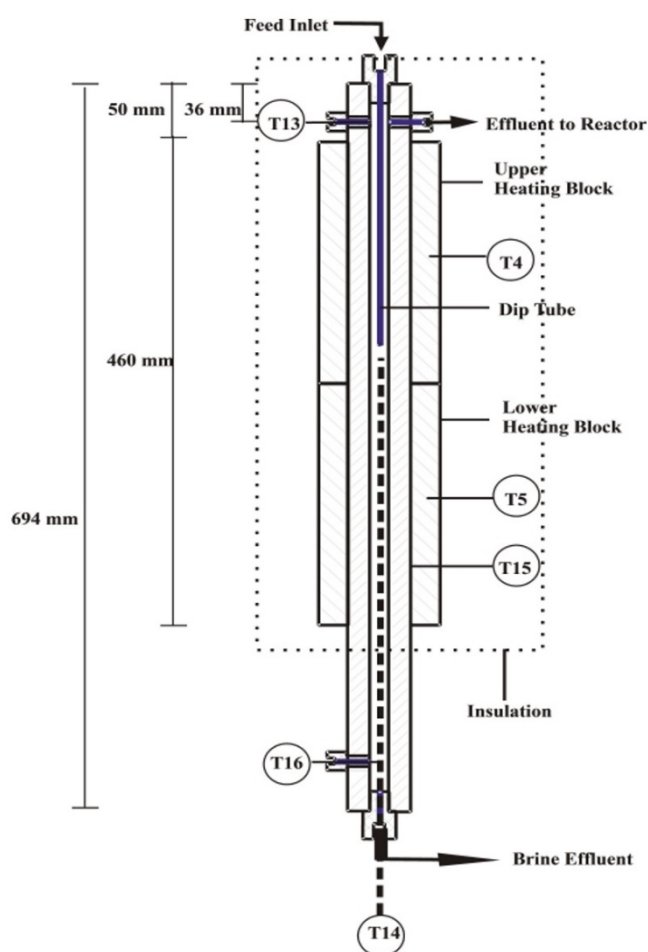 Feed Inlet
50 mm
36 mm
T13
Effluent to Reactor
Upper
Heating Block
T4
Dip Tube
460 mm
Lower
Heating Block
T5
694 mm
T15
Insulation
T16
Brine Effluent
T14